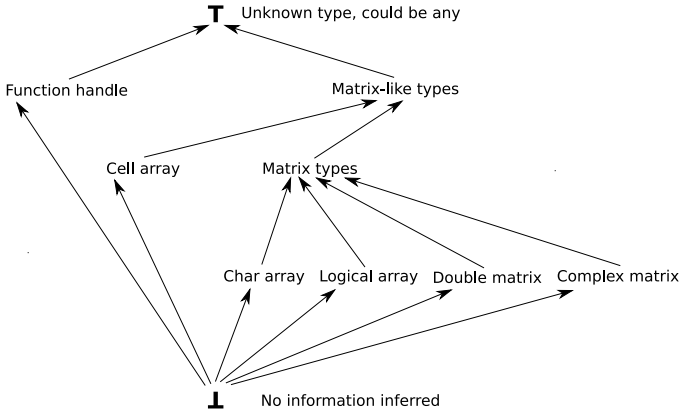 ⊤ Unknown type, could be any
Function handle
Matrix-like types
Cell array
Matrix types
Char array
Logical array
Double matrix
Complex matrix
⊥ No information inferred